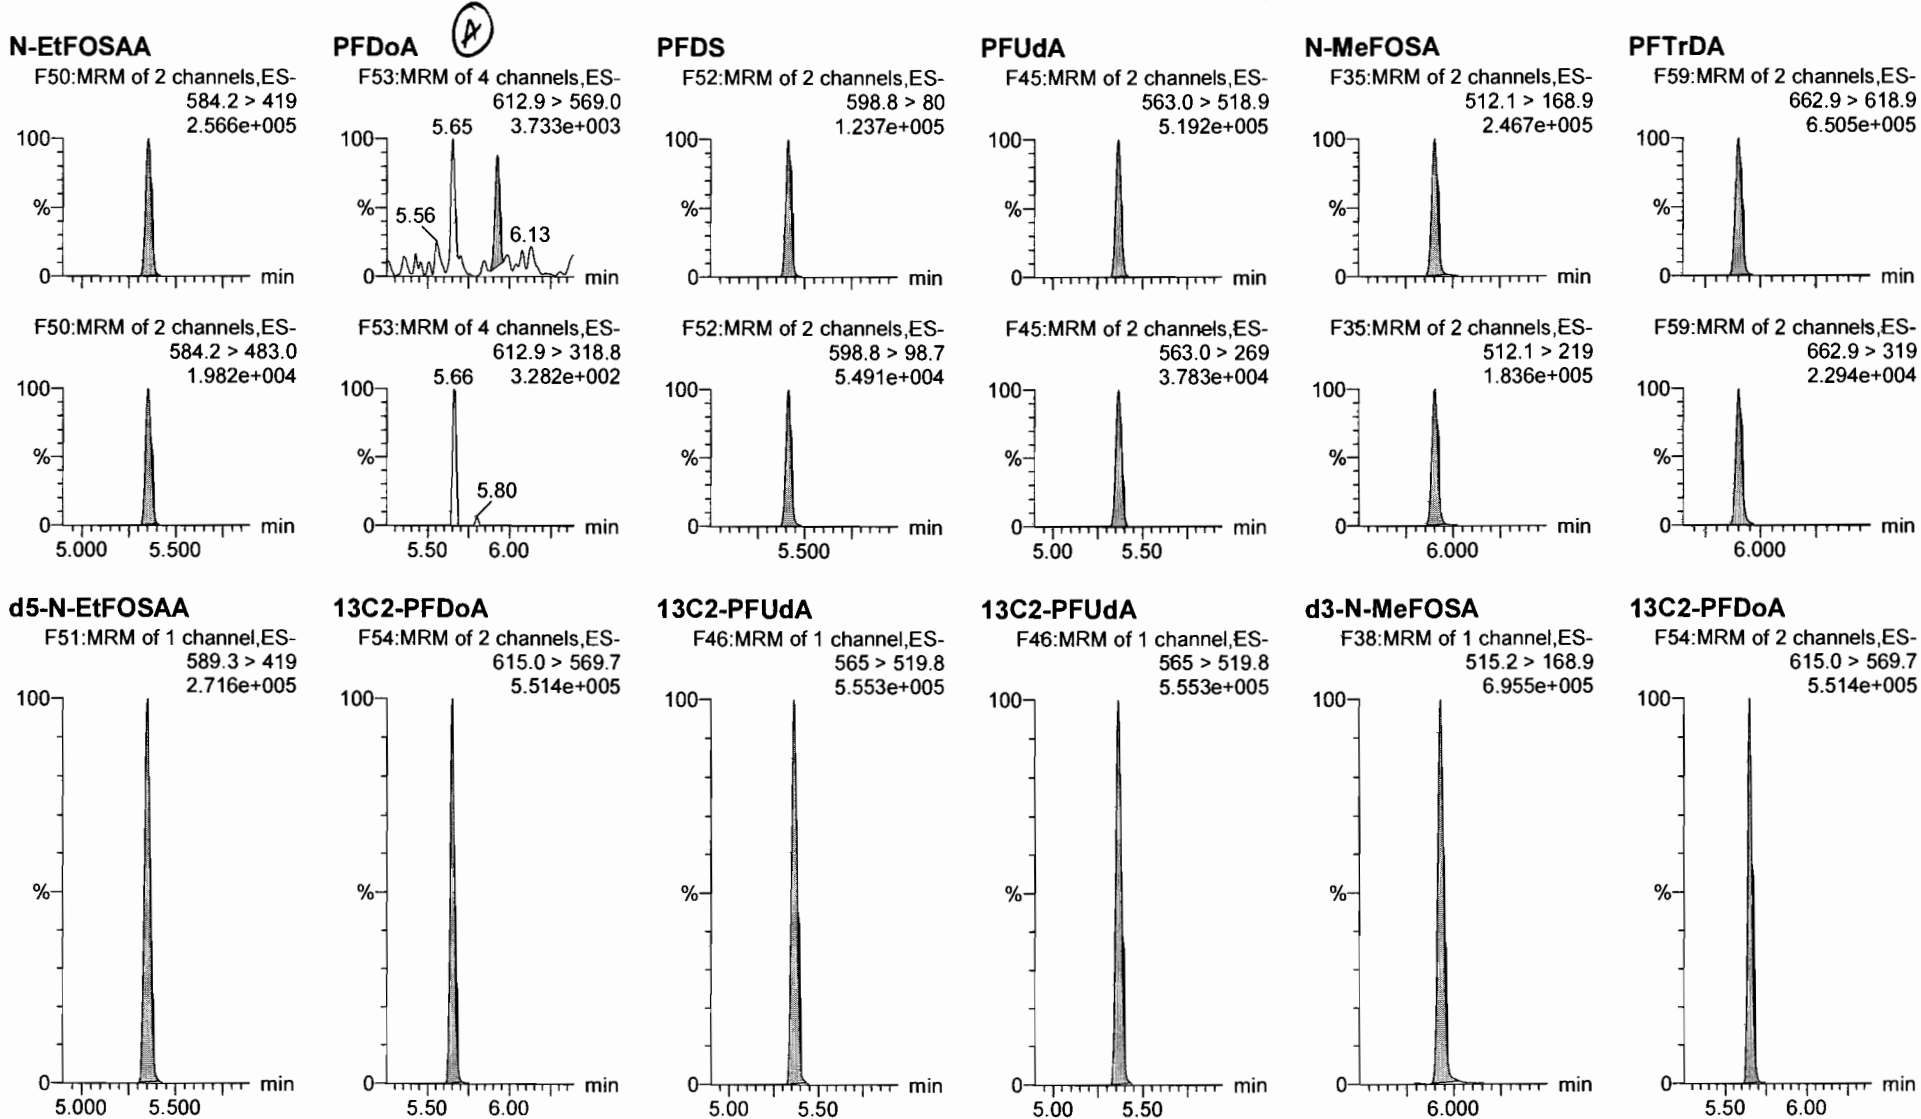 N-EtFOSAA
F50:MRM of 2 channels,ES-
584.2 > 419
2.566e+005
100
%
0
min
F50:MRM of 2 channels,ES-
584.2 > 483.0
1.982e+004
100
%
0
min
5.000 5.500
PFDoA A
F53:MRM of 4 channels,ES-
612.9 > 569.0
5.65 3.733e+003
100
5.56
%
6.13
0
min
F53:MRM of 4 channels,ES-
612.9 > 318.8
5.66 3.282e+002
100
%
5.80
0
min
5.50 6.00
PFDS
F52:MRM of 2 channels,ES-
598.8 > 80
1.237e+005
100
%
0
min
F52:MRM of 2 channels,ES-
598.8 > 98.7
5.491e+004
100
%
0
min
5.500
PFUdA
F45:MRM of 2 channels,ES-
563.0 > 518.9
5.192e+005
100
%
0
min
F45:MRM of 2 channels,ES-
563.0 > 269
3.783e+004
100
%
0
min
5.00 5.50
N-MeFOSA
F35:MRM of 2 channels,ES-
512.1 > 168.9
2.467e+005
100
%
0
min
F35:MRM of 2 channels,ES-
512.1 > 219
1.836e+005
100
%
0
min
6.000
PFTrDA
F59:MRM of 2 channels,ES-
662.9 > 618.9
6.505e+005
100
%
0
min
F59:MRM of 2 channels,ES-
662.9 > 319
2.294e+004
100
%
0
min
6.000
d5-N-EtFOSAA
F51:MRM of 1 channel,ES-
589.3 > 419
2.716e+005
100
%
0
min
5.000 5.500
13C2-PFDoA
F54:MRM of 2 channels,ES-
615.0 > 569.7
5.514e+005
100
%
0
min
5.50 6.00
13C2-PFUdA
F46:MRM of 1 channel,ES-
565 > 519.8
5.553e+005
100
%
0
min
5.00 5.50
13C2-PFUdA
F46:MRM of 1 channel,ES-
565 > 519.8
5.553e+005
100
%
0
min
5.00 5.50
d3-N-MeFOSA
F38:MRM of 1 channel,ES-
515.2 > 168.9
6.955e+005
100
%
0
min
6.000
13C2-PFDoA
F54:MRM of 2 channels,ES-
615.0 > 569.7
5.514e+005
100
%
0
min
5.50 6.00